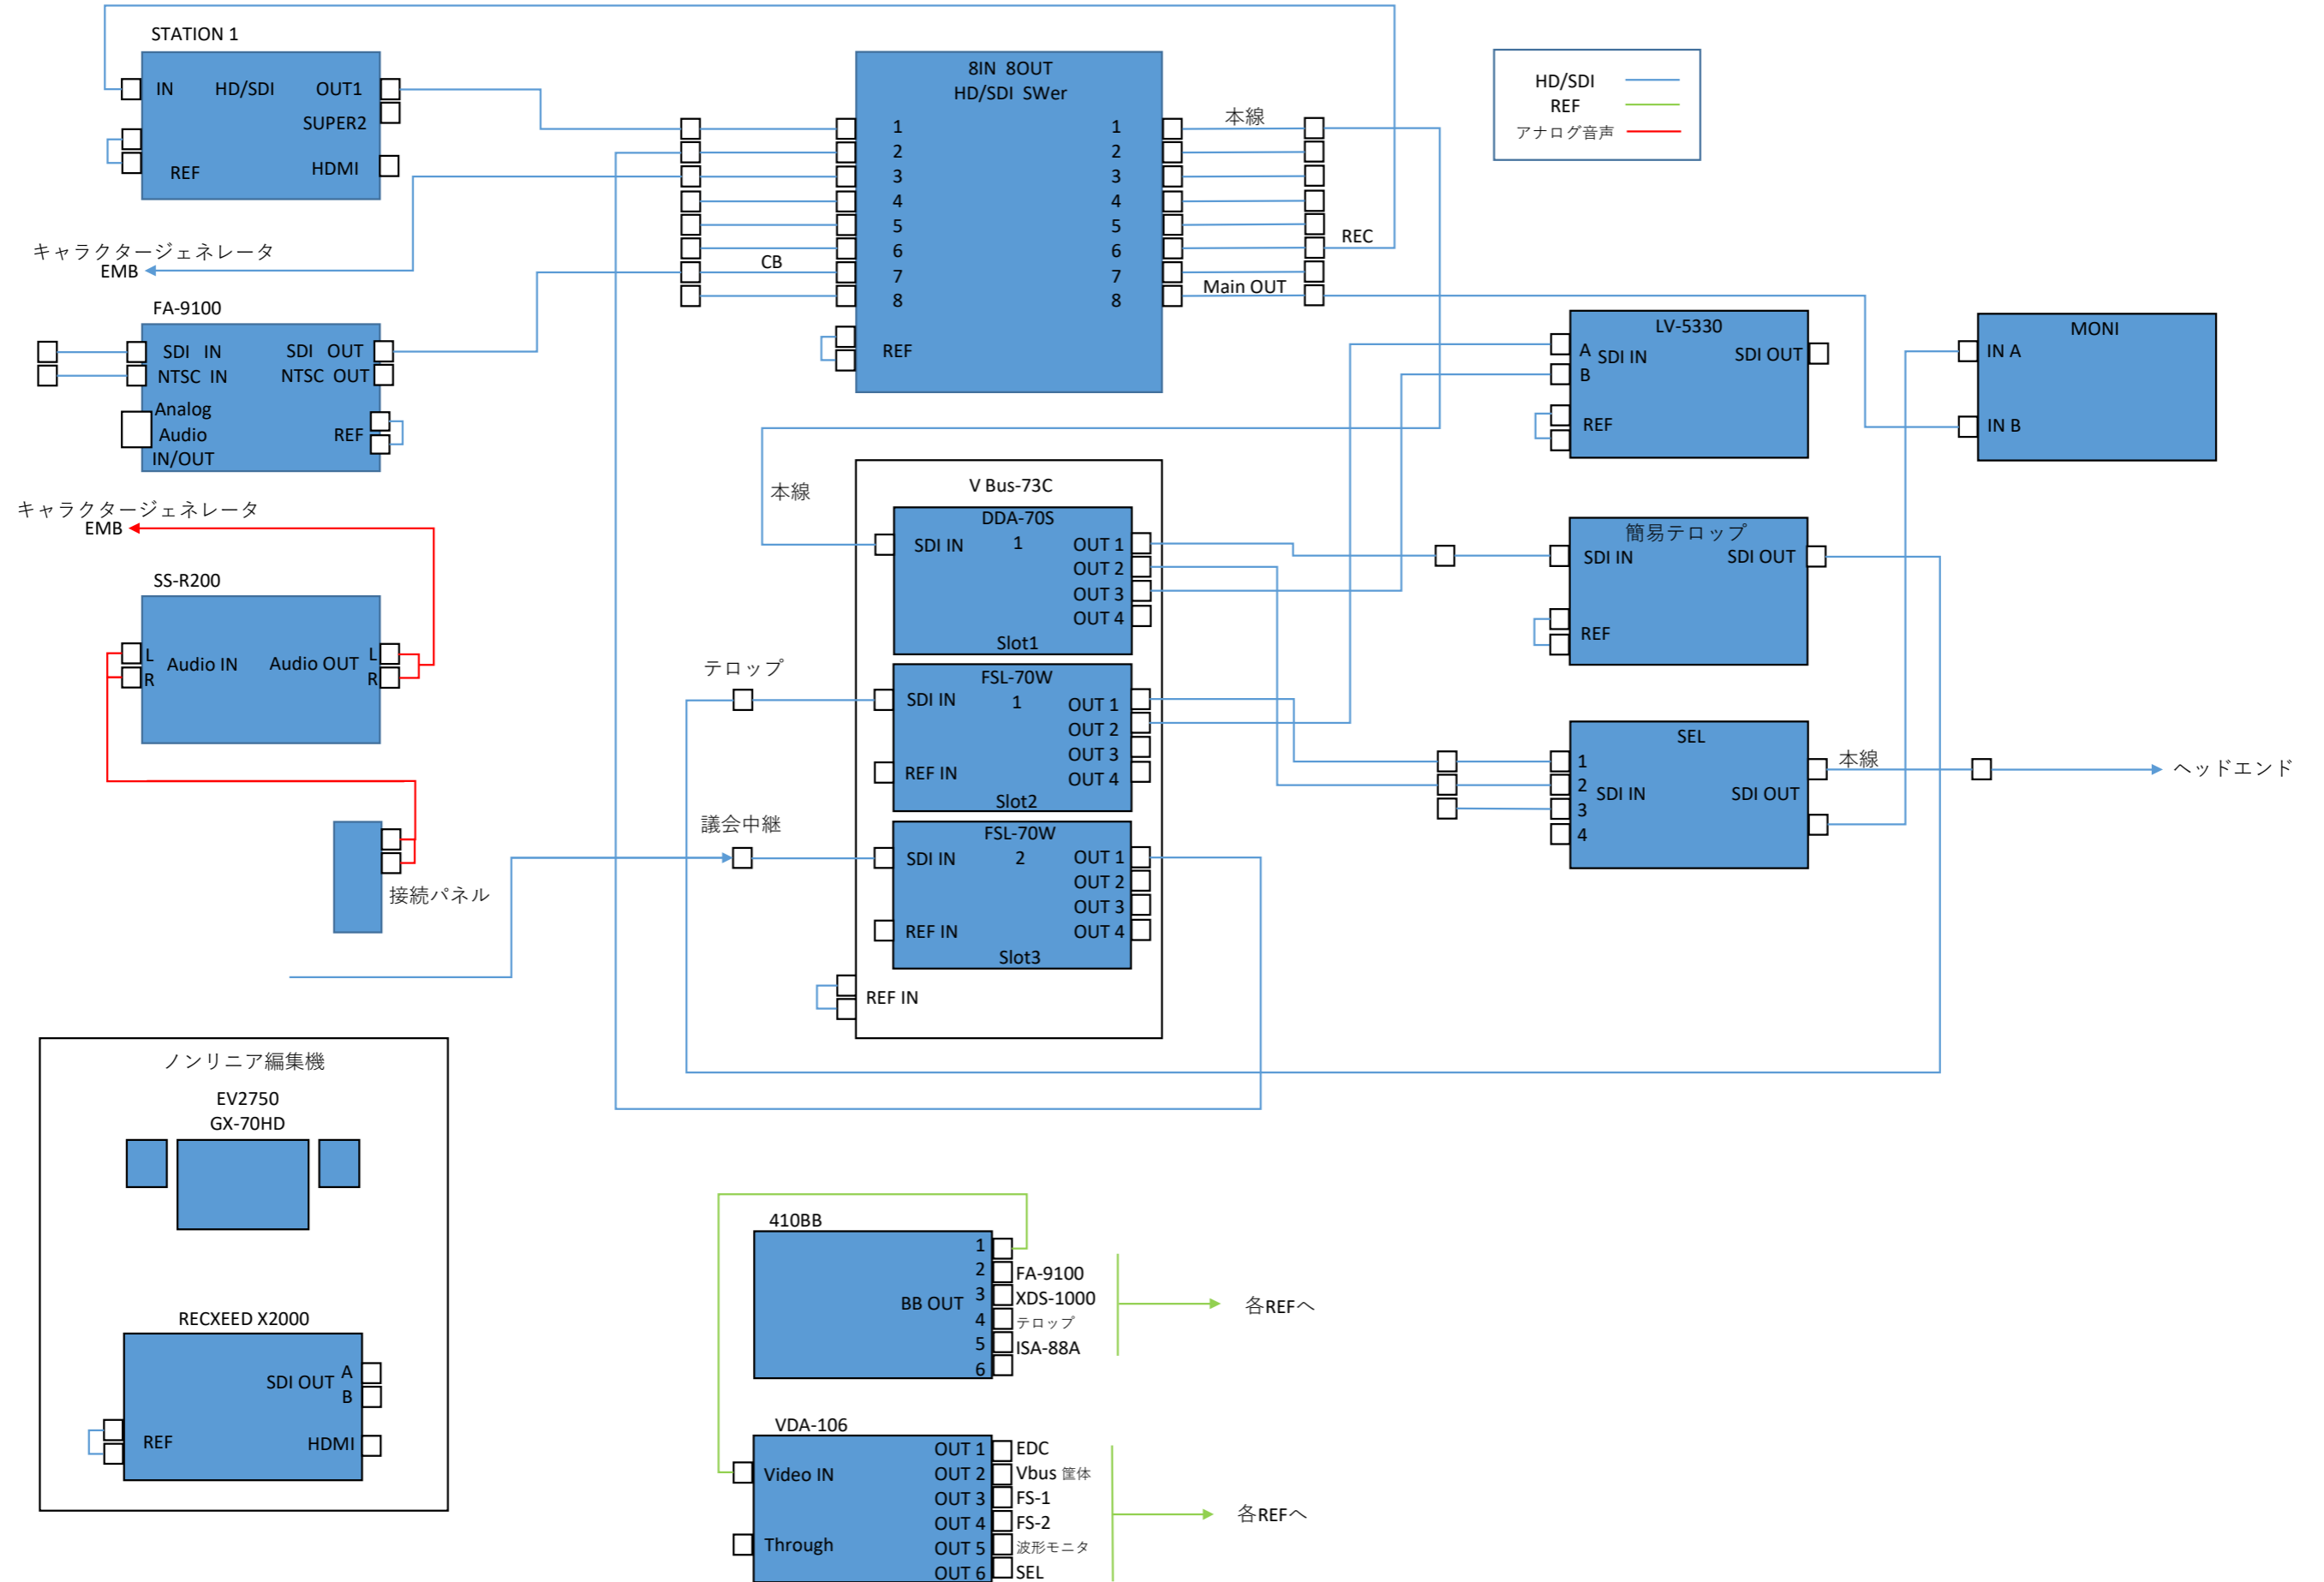 STATION 1
IN HD/SDI OUT1
SUPER2
REF HDMI
キャラクタージェネレータ
EMB
FA-9100
SDI IN SDI OUT
NTSC IN NTSC OUT
Analog
Audio REF
IN/OUT
キャラクタージェネレータ
EMB
SS-R200
L Audio IN Audio OUT L
R R
接続パネル
ノンリニア編集機
EV2750
GX-70HD
RECXEED X2000
SDI OUT A
B
REF HDMI
8IN 8OUT
HD/SDI SWer
1 1 本線
2 2
3 3
4 4
5 5
6 6 REC
CB 7 7
8 8 Main OUT
REF
HD/SDI
REF
アナログ音声
本線
V Bus-73C
DDA-70S
SDI IN 1 OUT 1
OUT 2
OUT 3
OUT 4
Slot1
テロップ
FSL-70W
SDI IN 1 OUT 1
OUT 2
OUT 3
REF IN OUT 4
Slot2
議会中継
FSL-70W
SDI IN 2 OUT 1
OUT 2
OUT 3
REF IN OUT 4
Slot3
REF IN
LV-5330
A SDI IN SDI OUT
B
REF
MONI
IN A
IN B
簡易テロップ
SDI IN SDI OUT
REF
SEL
1
2 SDI IN SDI OUT
3
4
本線
ヘッドエンド
410BB
1
2 FA-9100
BB OUT 3 XDS-1000
4 テロップ
5 ISA-88A
6
各REFへ
VDA-106
OUT 1 EDC
Video IN OUT 2 Vbus 筐体
OUT 3 FS-1
OUT 4 FS-2
Through OUT 5 波形モニタ
OUT 6 SEL
各REFへ